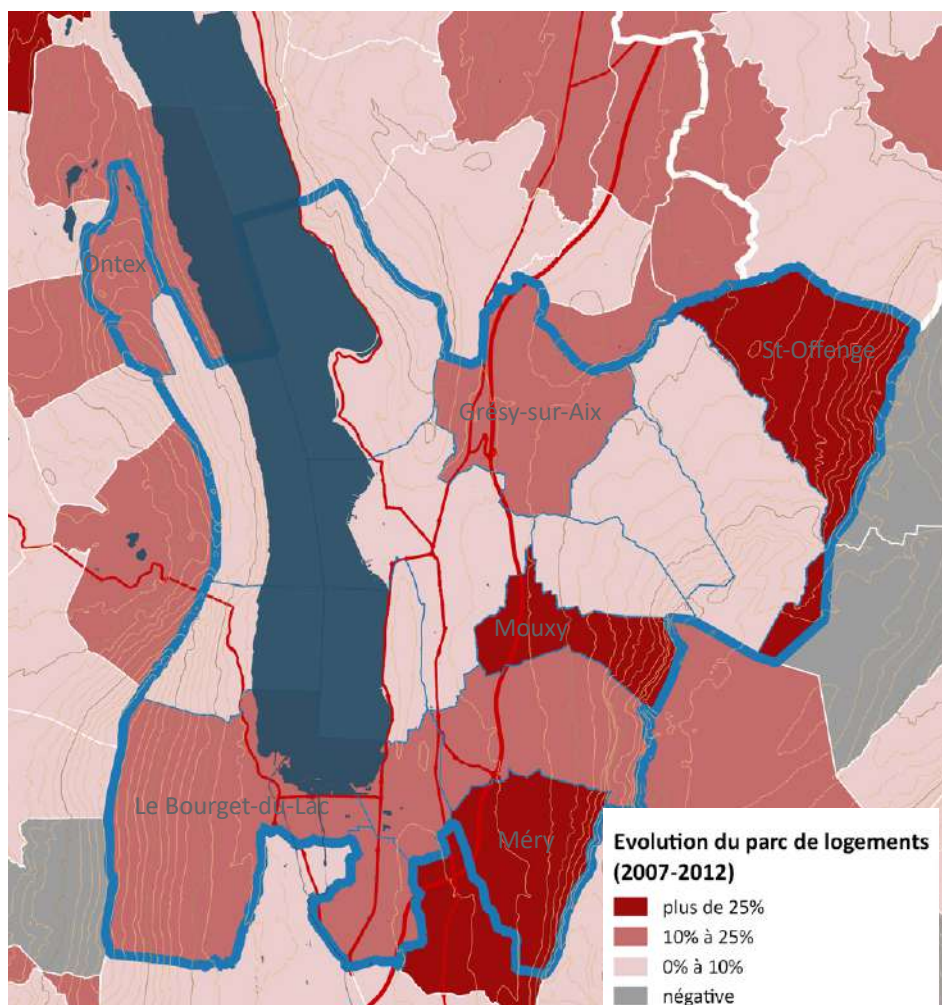 Ontex
St-Offenge
Grésy-sur-Aix
Mouxy
Le Bourget-du-Lac
Méry
Evolution du parc de logements
(2007-2012)
plus de 25%
10% à 25%
0% à 10%
négative